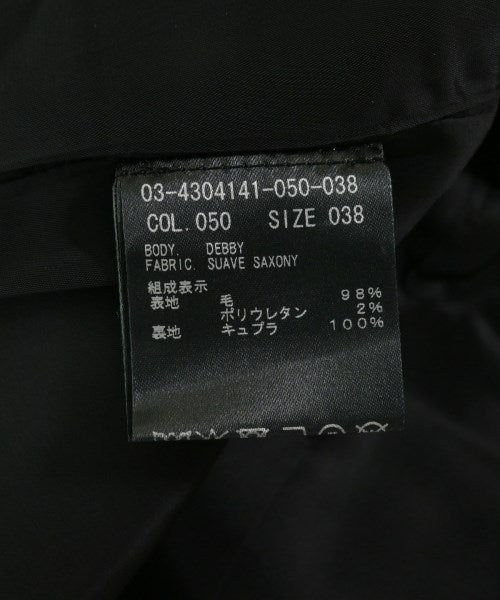 03-4304141-050-038
COL.050 SIZE 038
BODY. DEBBY
FABRIC. SUAVE SAXONY
組成表示
表地 毛 98%
ポリウレタン 2%
裏地 キュプラ 100%